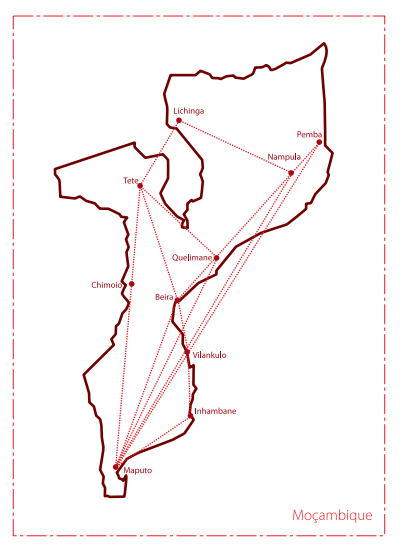 Lichinga
Pemba
Nampula
Tete
Quelimane
Chimoio
Beira
Vilankulo
Inhambane
Maputo
Moçambique